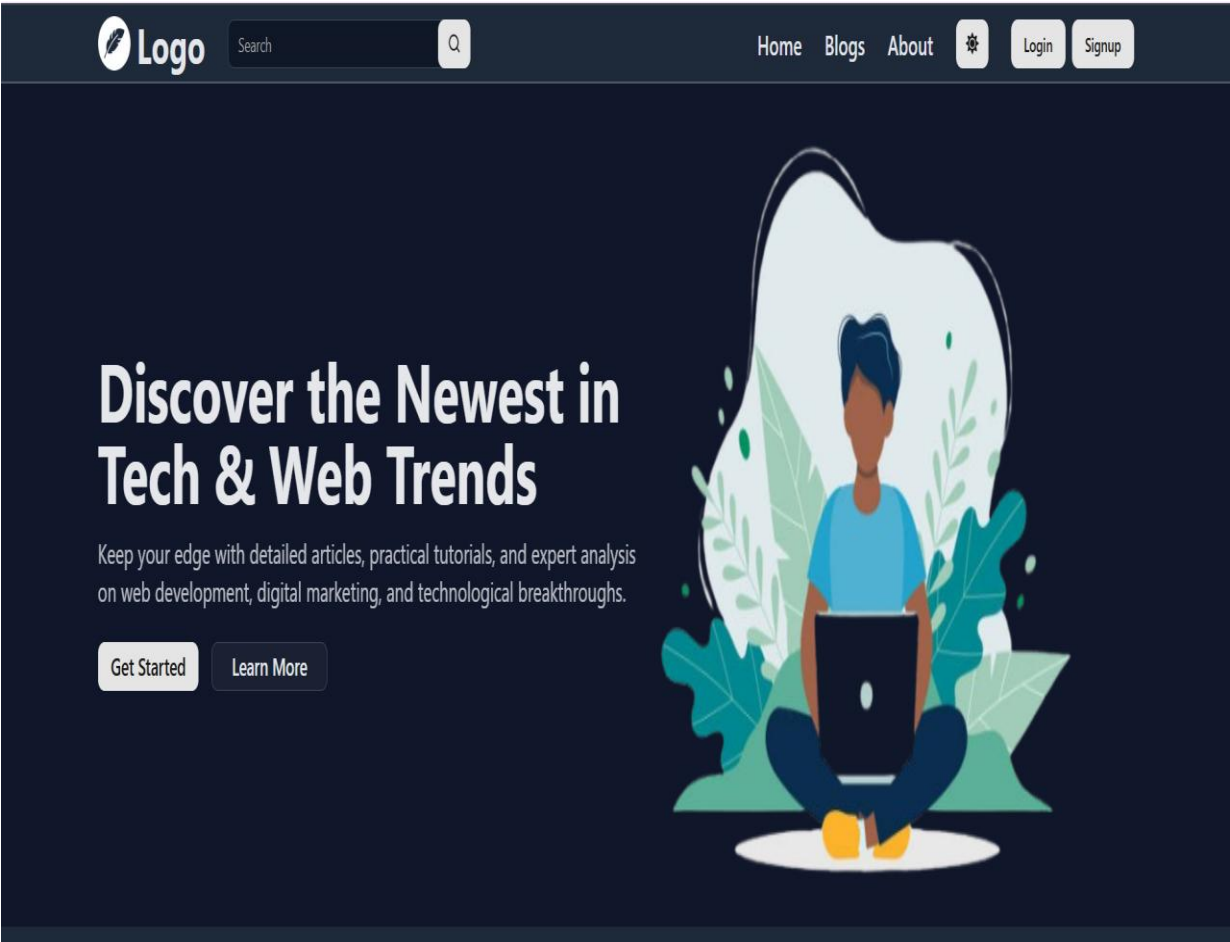 Logo
Search
Home Blogs About
Login
Signup
Discover the Newest in
Tech & Web Trends
Keep your edge with detailed articles, practical tutorials, and expert analysis
on web development, digital marketing, and technological breakthroughs.
Get Started
Learn More